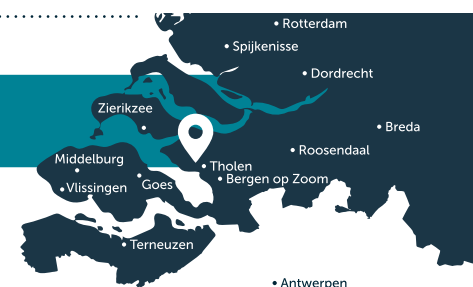 Rotterdam
Spijkenisse
Dordrecht
Zierikzee
Breda
Roosendaal
Middelburg
Tholen
Goes
Bergen op Zoom
Vlissingen
Terneuzen
Antwerpen